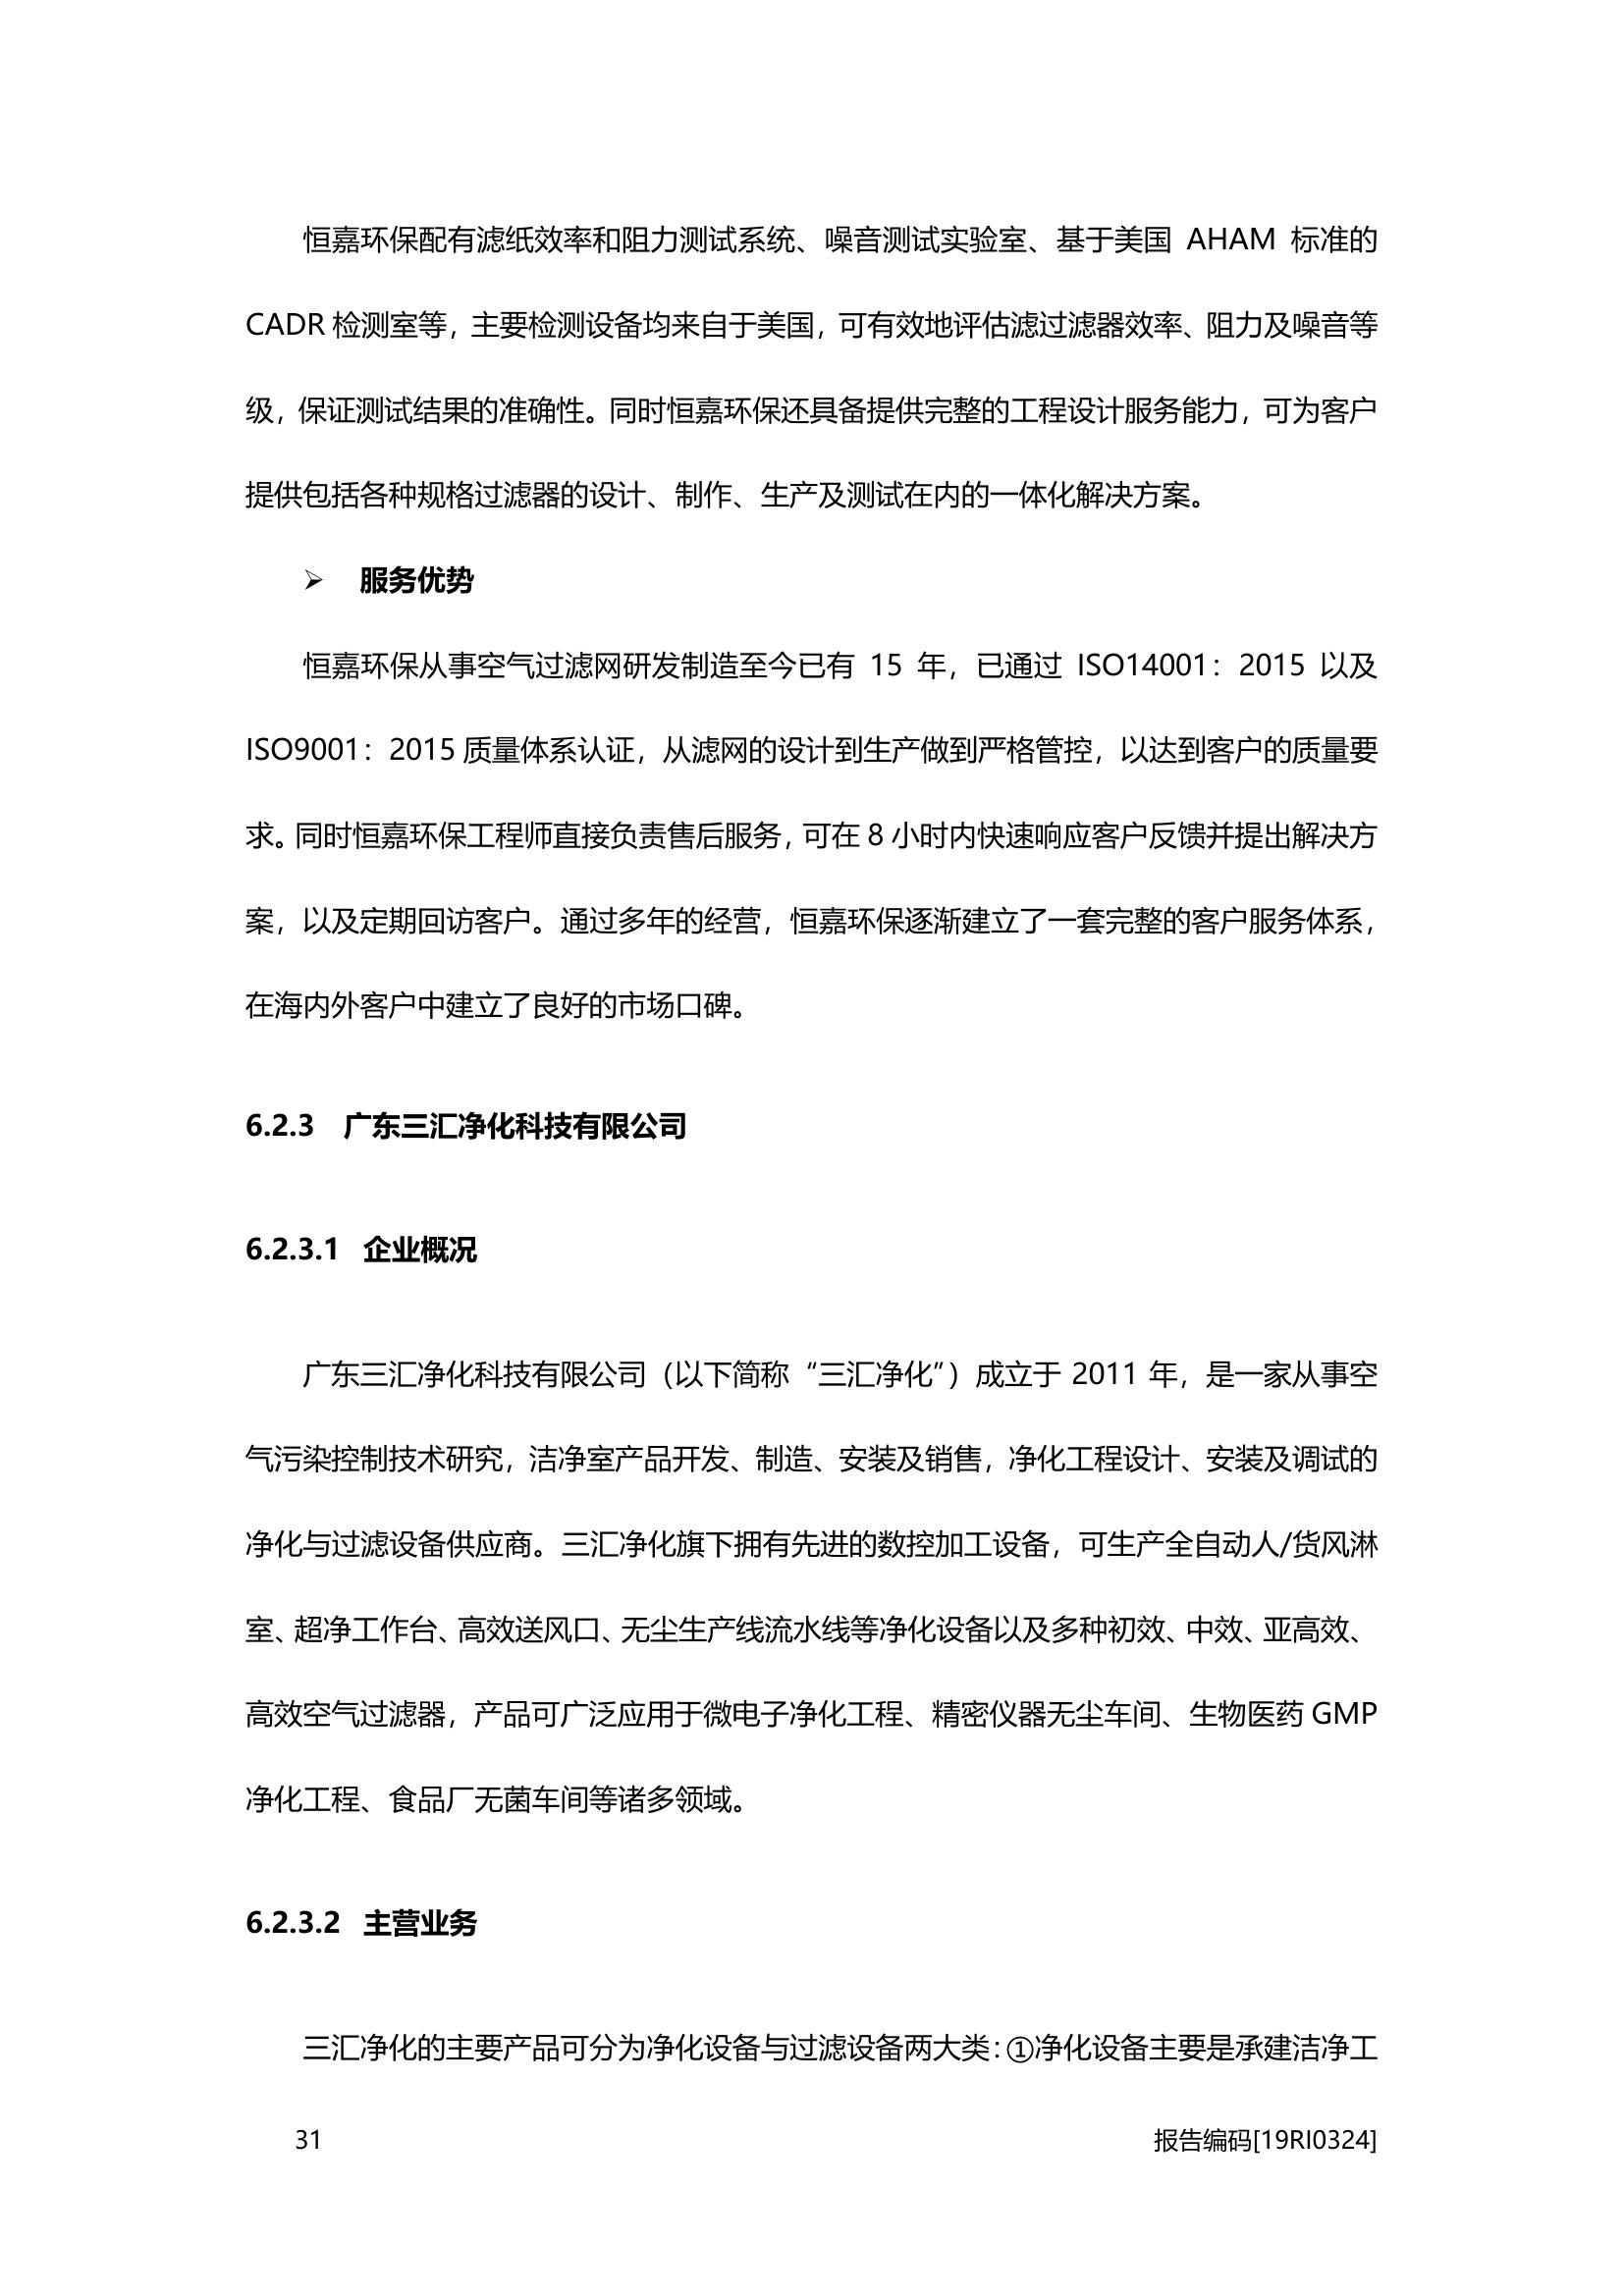 恒嘉环保配有滤纸效率和阻力测试系统、噪音测试实验室、基于美国 AHAM 标准的
CADR 检测室等，主要检测设备均来自于美国，可有效地评估滤过滤器效率、阻力及噪音等
级，保证测试结果的准确性。同时恒嘉环保还具备提供完整的工程设计服务能力，可为客户
提供包括各种规格过滤器的设计、制作、生产及测试在内的一体化解决方案。
➢ 服务优势
恒嘉环保从事空气过滤网研发制造至今已有 15 年，已通过 ISO14001：2015 以及
ISO9001：2015 质量体系认证，从滤网的设计到生产做到严格管控，以达到客户的质量要
求。同时恒嘉环保工程师直接负责售后服务，可在 8 小时内快速响应客户反馈并提出解决方
案，以及定期回访客户。通过多年的经营，恒嘉环保逐渐建立了一套完整的客户服务体系，
在海内外客户中建立了良好的市场口碑。
6.2.3 广东三汇净化科技有限公司
6.2.3.1 企业概况
广东三汇净化科技有限公司（以下简称“三汇净化”）成立于 2011 年，是一家从事空
气污染控制技术研究，洁净室产品开发、制造、安装及销售，净化工程设计、安装及调试的
净化与过滤设备供应商。三汇净化旗下拥有先进的数控加工设备，可生产全自动人/货风淋
室、超净工作台、高效送风口、无尘生产线流水线等净化设备以及多种初效、中效、亚高效、
高效空气过滤器，产品可广泛应用于微电子净化工程、精密仪器无尘车间、生物医药 GMP
净化工程、食品厂无菌车间等诸多领域。
6.2.3.2 主营业务
三汇净化的主要产品可分为净化设备与过滤设备两大类：①净化设备主要是承建洁净工
31 报告编码[19RI0324]